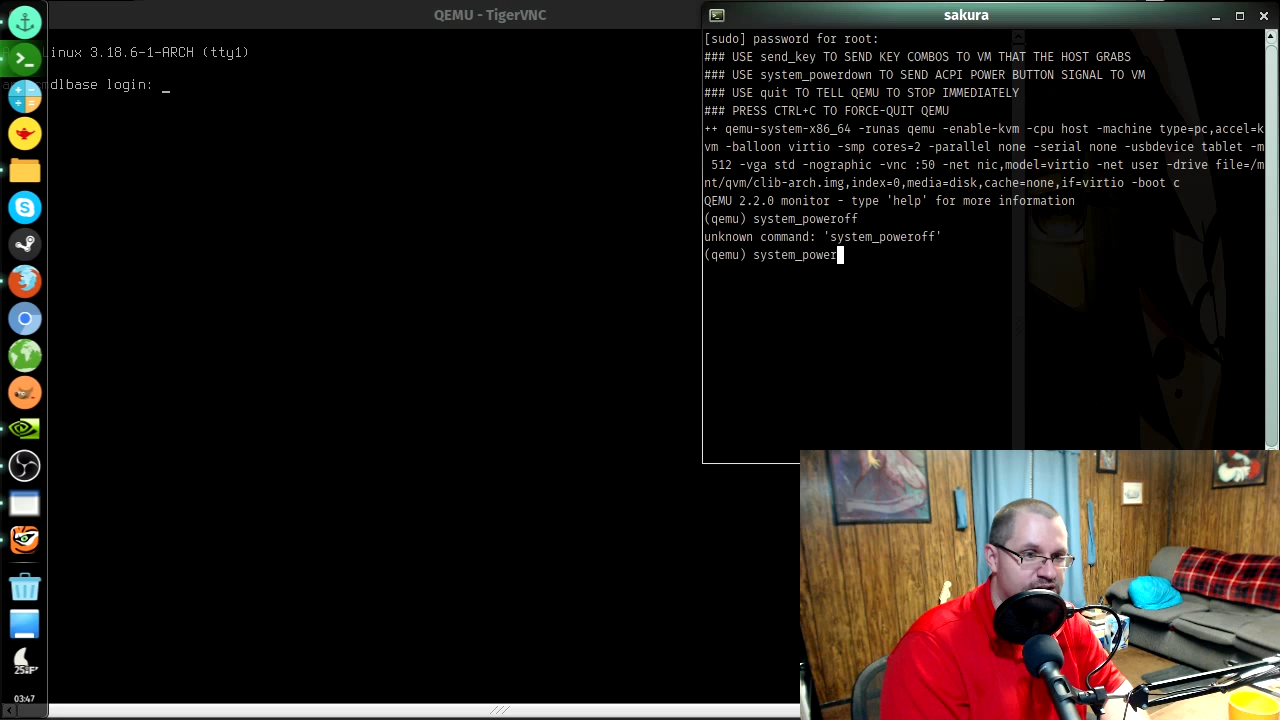 QEMU - TigerVNC
Linux 3.18.6-1-ARCH (tty1)
mdlbase login: _
sakura
[sudo] password for root:
### USE send_key TO SEND KEY COMBOS TO VM THAT THE HOST GRABS
### USE system_powerdown TO SEND ACPI POWER BUTTON SIGNAL TO VM
### USE quit TO TELL QEMU TO STOP IMMEDIATELY
### PRESS CTRL+C TO FORCE-QUIT QEMU
++ qemu-system-x86_64 -runas qemu -enable-kvm -cpu host -machine type=pc,accel=k
vm -balloon virtio -smp cores=2 -parallel none -serial none -usbdevice tablet -m
512 -vga std -nographic -vnc :50 -net nic,model=virtio -net user -drive file=/m
nt/qvm/clib-arch.img,index=0,media=disk,cache=none,if=virtio -boot c
QEMU 2.2.0 monitor - type 'help' for more information
(qemu) system_poweroff
unknown command: 'system_poweroff'
(qemu) system_power
25°F
03:47